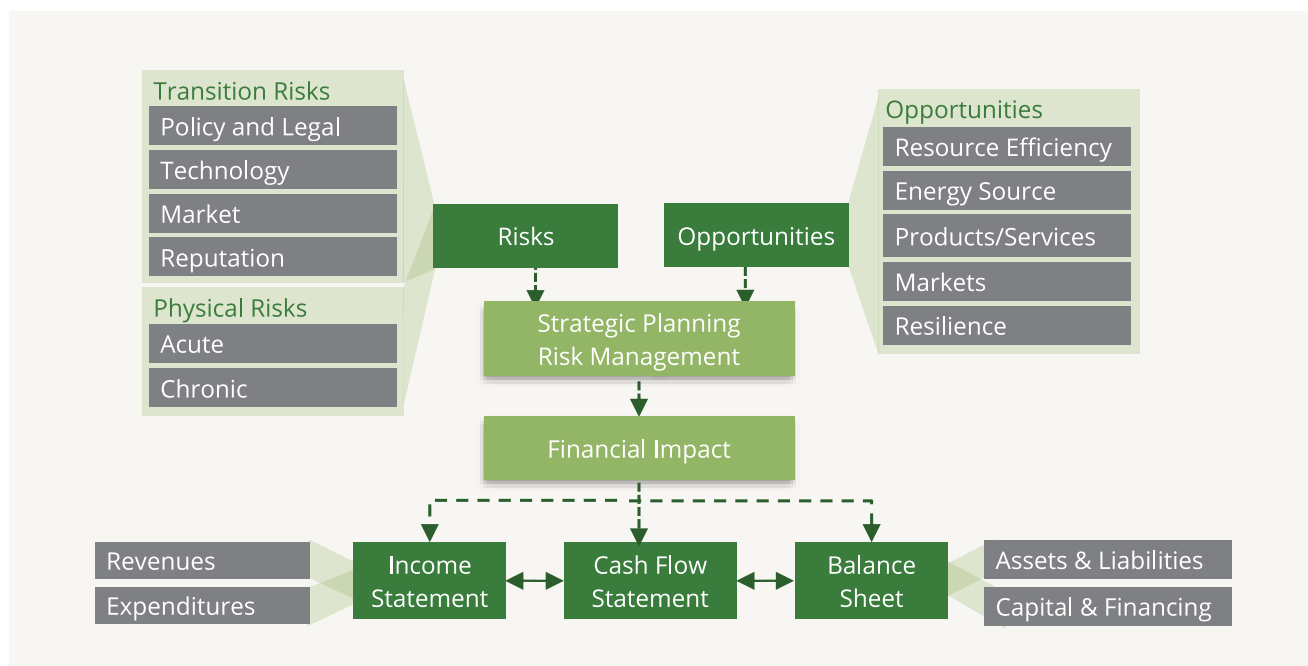 Transition Risks
Policy and Legal
Technology
Market
Reputation
Physical Risks
Acute
Chronic
Risks
Opportunities
Opportunities
Resource Efficiency
Energy Source
Products/Services
Markets
Resilience
Strategic Planning
Risk Management
Financial Impact
Revenues
Expenditures
Income
Statement
Cash Flow
Statement
Balance
Sheet
Assets & Liabilities
Capital & Financing